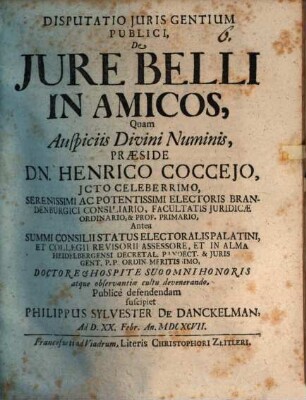 DISPUTATIO JURIS GENTIUM
PUBLICI,
6.
De
JURE BELLI
IN AMICOS,
Quam
Auspiciis Divini Numinis,
PRÆSIDE
DN. HENRICO COCCEJO,
JCTO CELEBERRIMO,
SERENISSIMI AC POTENTISSIMI ELECTORIS BRAN-
DENBURGICI CONSILIARIO, FACULTATIS JURIDICÆ
ORDINARIO, & PROF. PRIMARIO,
Antea
SUMMI CONSILII STATUS ELECTORALIS PALATINI,
ET COLLEGII REVISORII ASSESSORE, ET IN ALMA
HEIDELBERGENSI DECRETAL. PANDECT. & JURIS
GENT. P. P. ORDIN. MERITISSIMO,
DOCTORE & HOSPITE SUO OMNI HONORIS
atque observantiæ cultu devenerando,
Publicè defendendam
suscipiet
PHILIPPUS SYLVESTER DE DANCKELMAN,
Ad D. XX. Febr. An. MDCXCVII.
Francofurti ad Viadrum, Literis CHRISTOPHORI ZEITLERI.